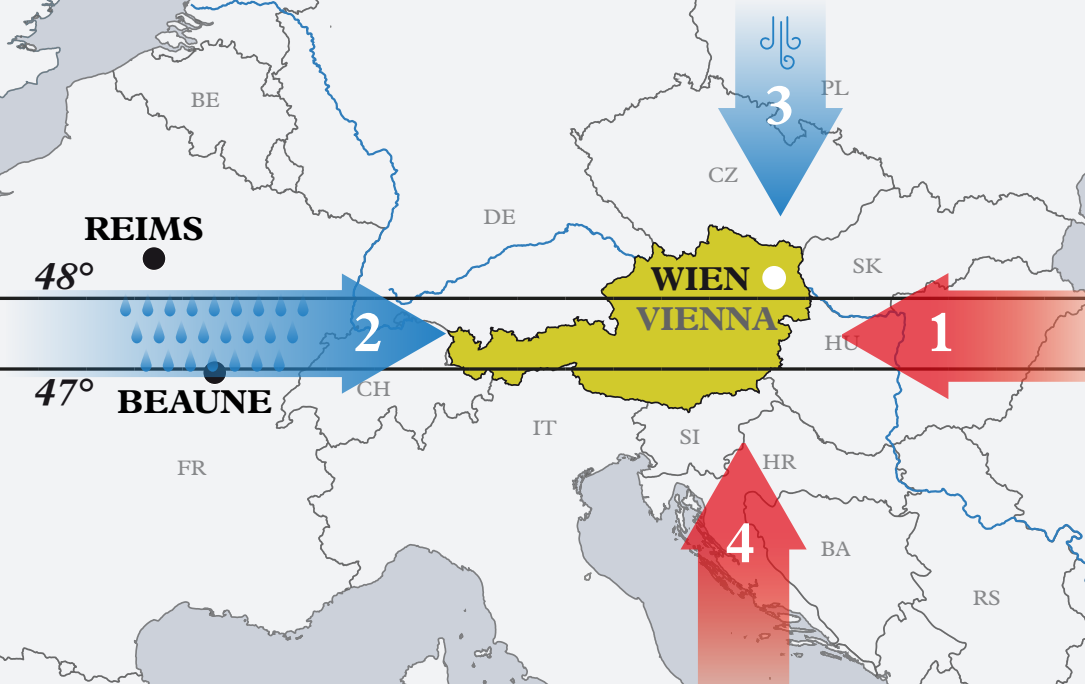 3
PL
BE
CZ
DE
REIMS
48°
WIEN
SK
VIENNA
2
1
HU
47°
BEAUNE
CH
IT
SI
FR
HR
4
BA
RS